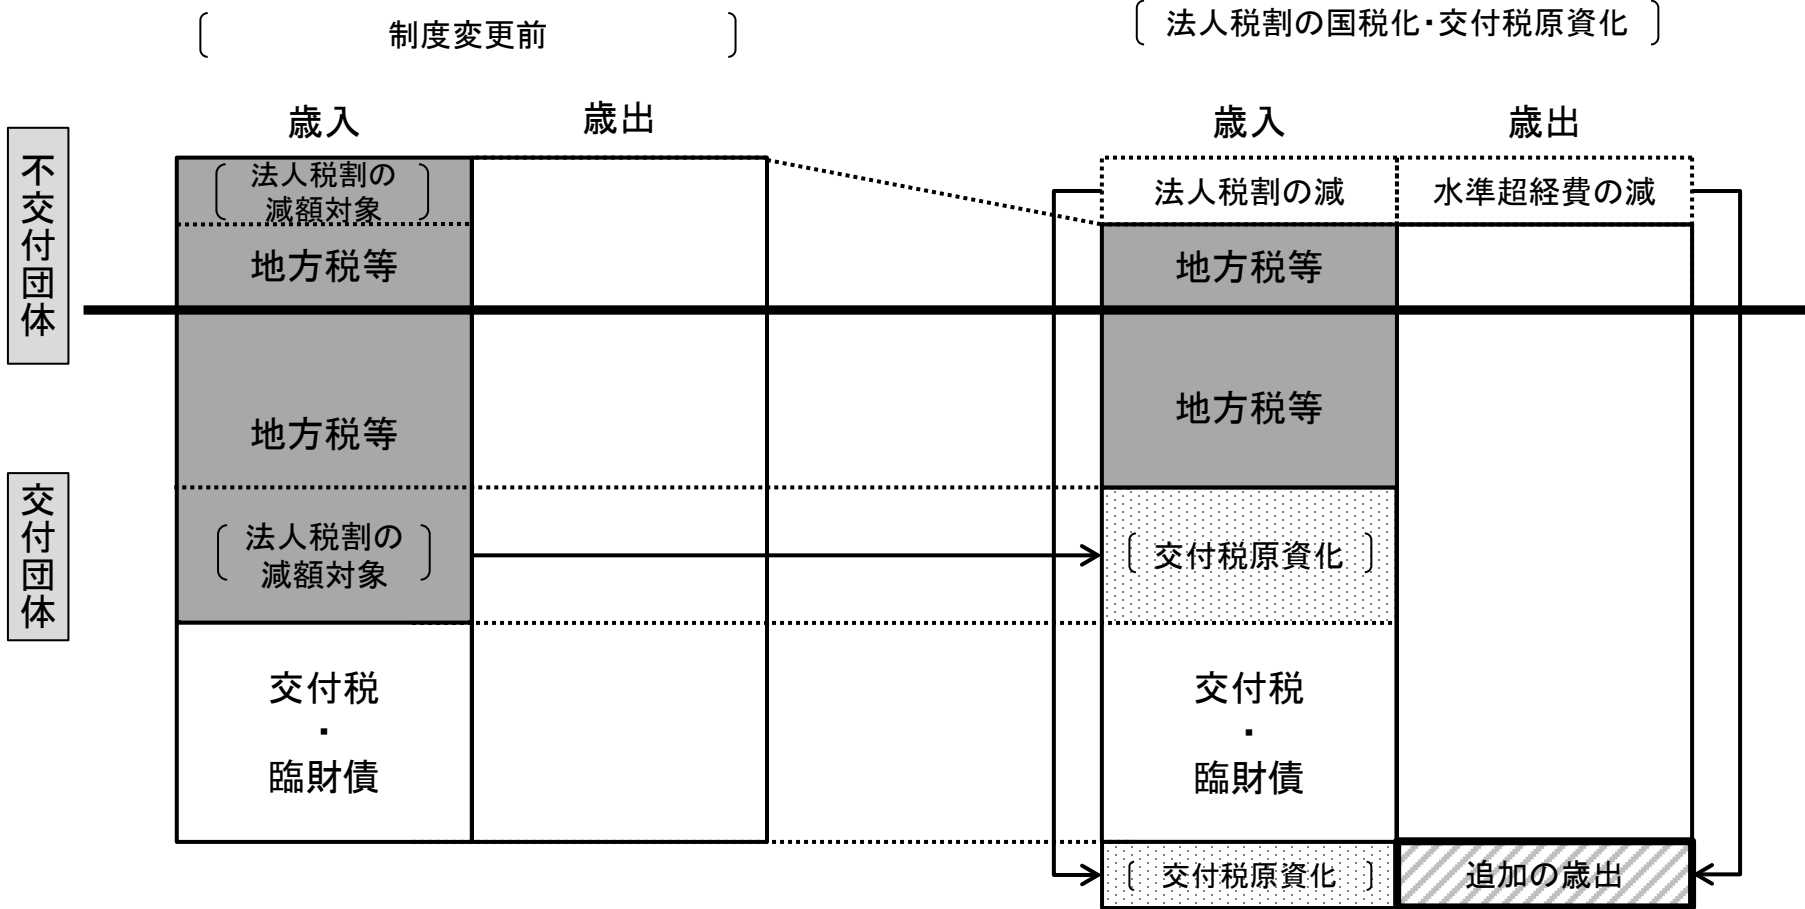 制度変更前
法人税割の国税化・交付税原資化
歳入
歳出
歳入
歳出
不交付団体
法人税割の
減額対象
地方税等
地方税等
法人税割の
減額対象
交付税
・
臨財債
交付団体
法人税割の減
水準超経費の減
地方税等
地方税等
交付税原資化
交付税
・
臨財債
交付税原資化
追加の歳出